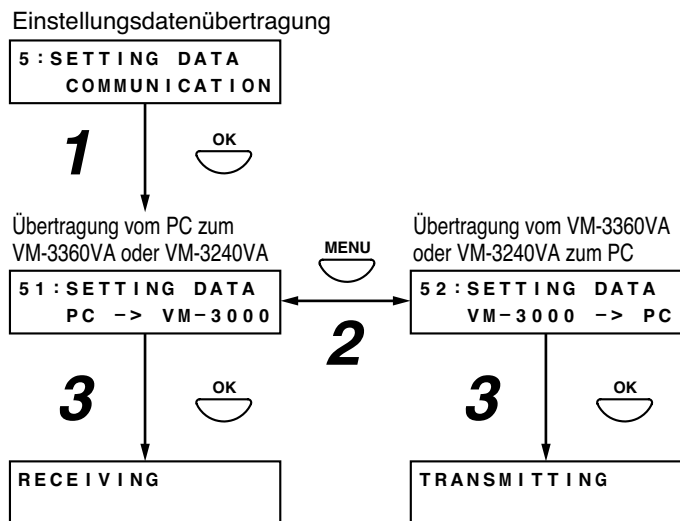 Einstellungsdatenübertragung
5:SETTING DATA
COMMUNICATION
1
OK
Übertragung vom PC zum
VM-3360VA oder VM-3240VA
MENU
Übertragung vom VM-3360VA
oder VM-3240VA zum PC
51:SETTING DATA
PC -> VM-3000
2
52:SETTING DATA
VM-3000 -> PC
3
OK
3
OK
RECEIVING
TRANSMITTING